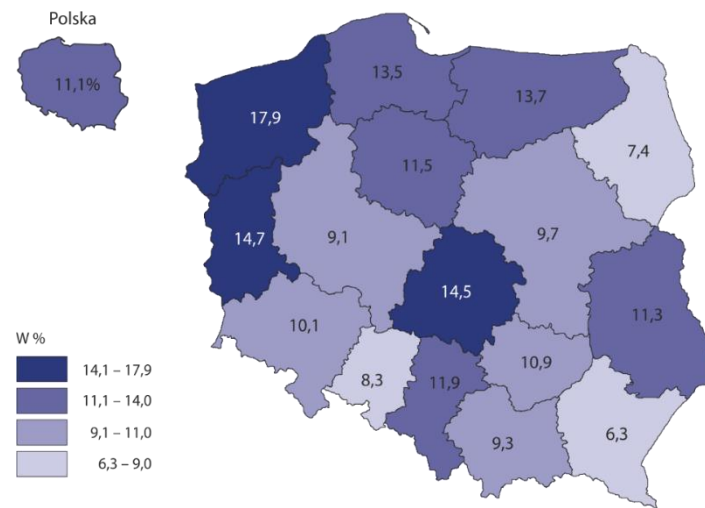 Polska
11,1%
13,5
13,7
17,9
7,4
11,5
14,7
9,1
9,7
14,5
11,3
10,1
10,9
8,3
11,9
9,3
6,3
W %
14,1 – 17,9
11,1 – 14,0
9,1 – 11,0
6,3 – 9,0